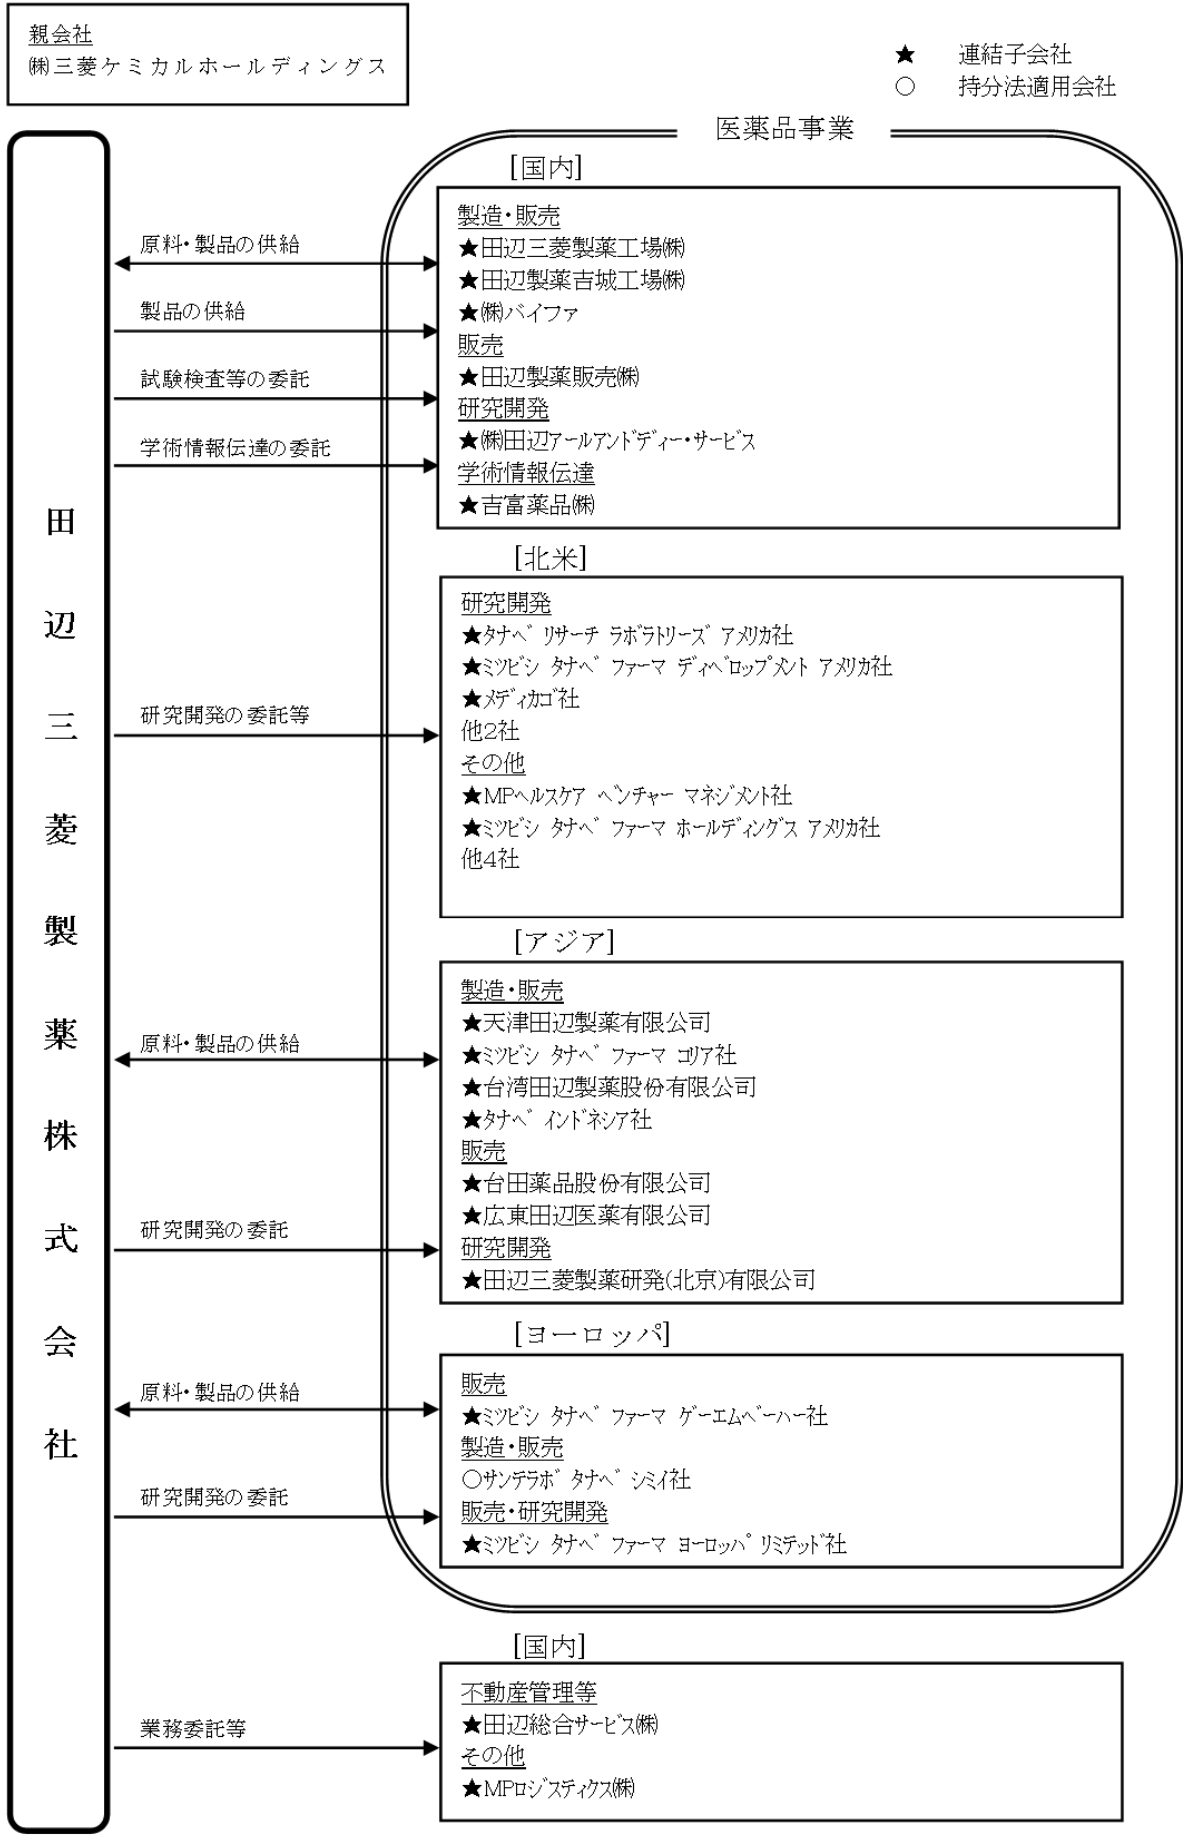 親会社
㈱三菱ケミカルホールディングス
★ 連結子会社
○ 持分法適用会社
田辺三菱製薬株式会社
医薬品事業
[国内]
原料・製品の供給
製品の供給
試験検査等の委託
学術情報伝達の委託
製造・販売
★田辺三菱製薬工場㈱
★田辺製薬吉城工場㈱
★㈱バイファ
販売
★田辺製薬販売㈱
研究開発
★㈱田辺ｱｰﾙｱﾝﾄﾞﾃﾞｨｰ・ｻｰﾋﾞｽ
学術情報伝達
★吉富薬品㈱
[北米]
研究開発の委託等
研究開発
★ﾀﾅﾍﾞ ﾘｻｰﾁ ﾗﾎﾞﾗﾄﾘｰｽﾞ ｱﾒﾘｶ社
★ﾐﾂﾋﾞｼ ﾀﾅﾍﾞ ﾌｧｰﾏ ﾃﾞｨﾍﾞﾛｯﾌﾟﾒﾝﾄ ｱﾒﾘｶ社
★ﾒﾃﾞｨｶｺﾞ社
他2社
その他
★MPﾍﾙｽｹｱ ﾍﾞﾝﾁｬｰ ﾏﾈｼﾞﾒﾝﾄ社
★ﾐﾂﾋﾞｼ ﾀﾅﾍﾞ ﾌｧｰﾏ ﾎｰﾙﾃﾞｨﾝｸﾞｽ ｱﾒﾘｶ社
他4社
[アジア]
原料・製品の供給
研究開発の委託
製造・販売
★天津田辺製薬有限公司
★ﾐﾂﾋﾞｼ ﾀﾅﾍﾞ ﾌｧｰﾏ ｺﾘｱ社
★台湾田辺製薬股份有限公司
★ﾀﾅﾍﾞ ｲﾝﾄﾞﾈｼｱ社
販売
★台田薬品股份有限公司
★広東田辺医薬有限公司
研究開発
★田辺三菱製薬研発(北京)有限公司
[ヨーロッパ]
原料・製品の供給
研究開発の委託
販売
★ﾐﾂﾋﾞｼ ﾀﾅﾍﾞ ﾌｧｰﾏ ｹﾞｰｴﾑﾍﾞｰﾊｰ社
製造・販売
○ｻﾝﾃﾗﾎﾞ ﾀﾅﾍﾞ ｼﾐｲ社
販売・研究開発
★ﾐﾂﾋﾞｼ ﾀﾅﾍﾞ ﾌｧｰﾏ ﾖｰﾛｯﾊﾟ ﾘﾐﾃｯﾄﾞ社
[国内]
業務委託等
不動産管理等
★田辺総合ｻｰﾋﾞｽ㈱
その他
★MPﾛｼﾞｽﾃｨｸｽ㈱